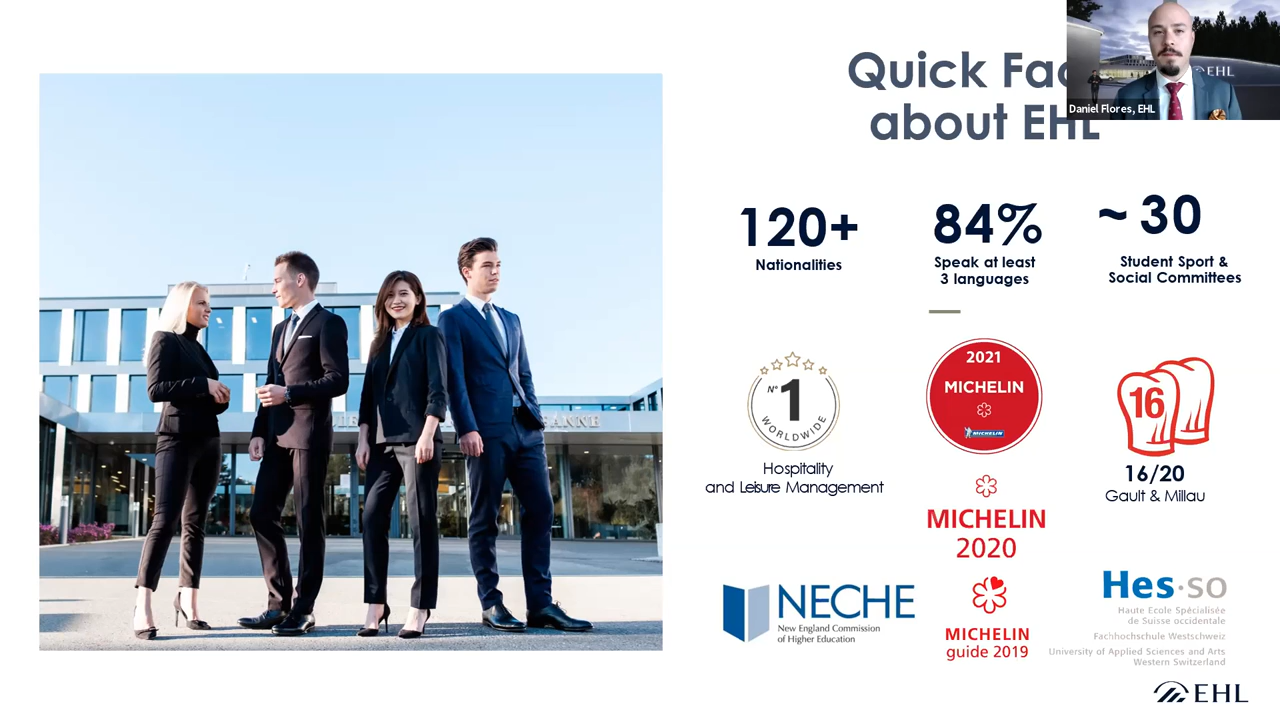 Quick Fac
about EHL
EHL
Daniel Flores, EHL
120+
Nationalities
84%
Speak at least
3 languages
~ 30
Student Sport &
Social Committees
N° 1
WORLDWIDE
Hospitality
and Leisure Management
2021
MICHELIN
MICHELIN
16
16/20
Gault & Millau
MICHELIN
2020
NECHE
New England Commission
of Higher Education
MICHELIN
guide 2019
Hes·so
Haute Ecole Spécialisée
de Suisse occidentale
Fachhochschule Westschweiz
University of Applied Sciences and Arts
Western Switzerland
EHL